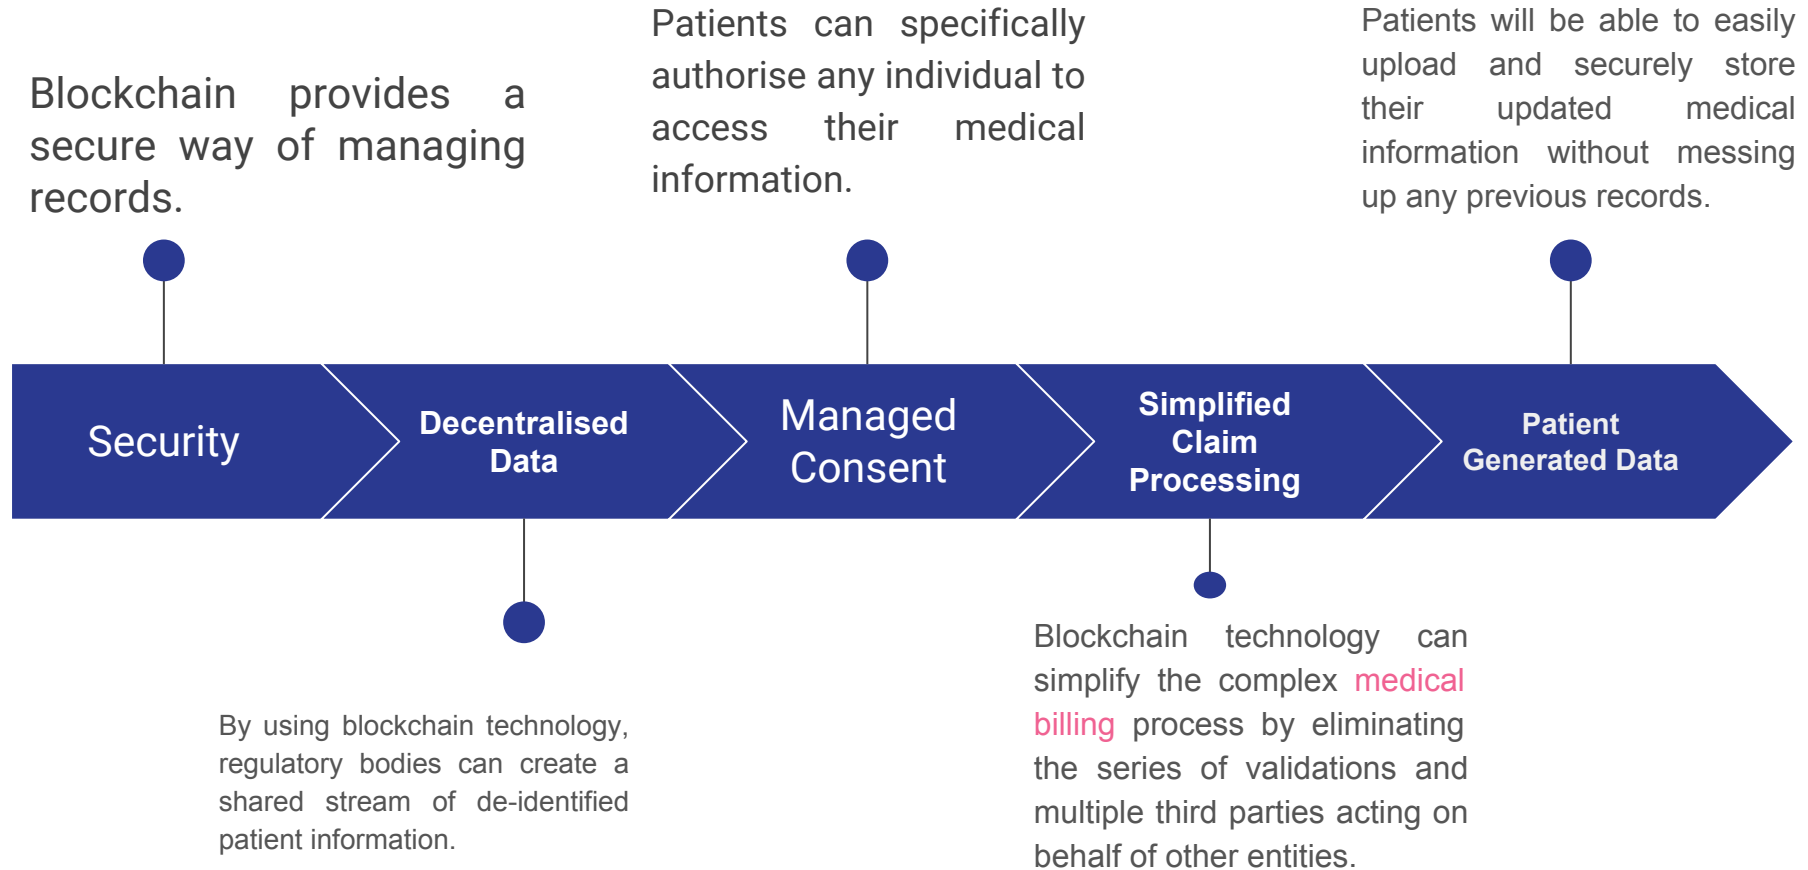 Blockchain provides a
secure way of managing
records.
Patients can specifically
authorise any individual to
access their medical
information.
Patients will be able to easily
upload and securely store
their updated medical
information without messing
up any previous records.
Security
Decentralised
Data
Managed
Consent
Simplified
Claim
Processing
Patient
Generated Data
By using blockchain technology,
regulatory bodies can create a
shared stream of de-identified
patient information.
Blockchain technology can
simplify the complex medical
billing process by eliminating
the series of validations and
multiple third parties acting on
behalf of other entities.